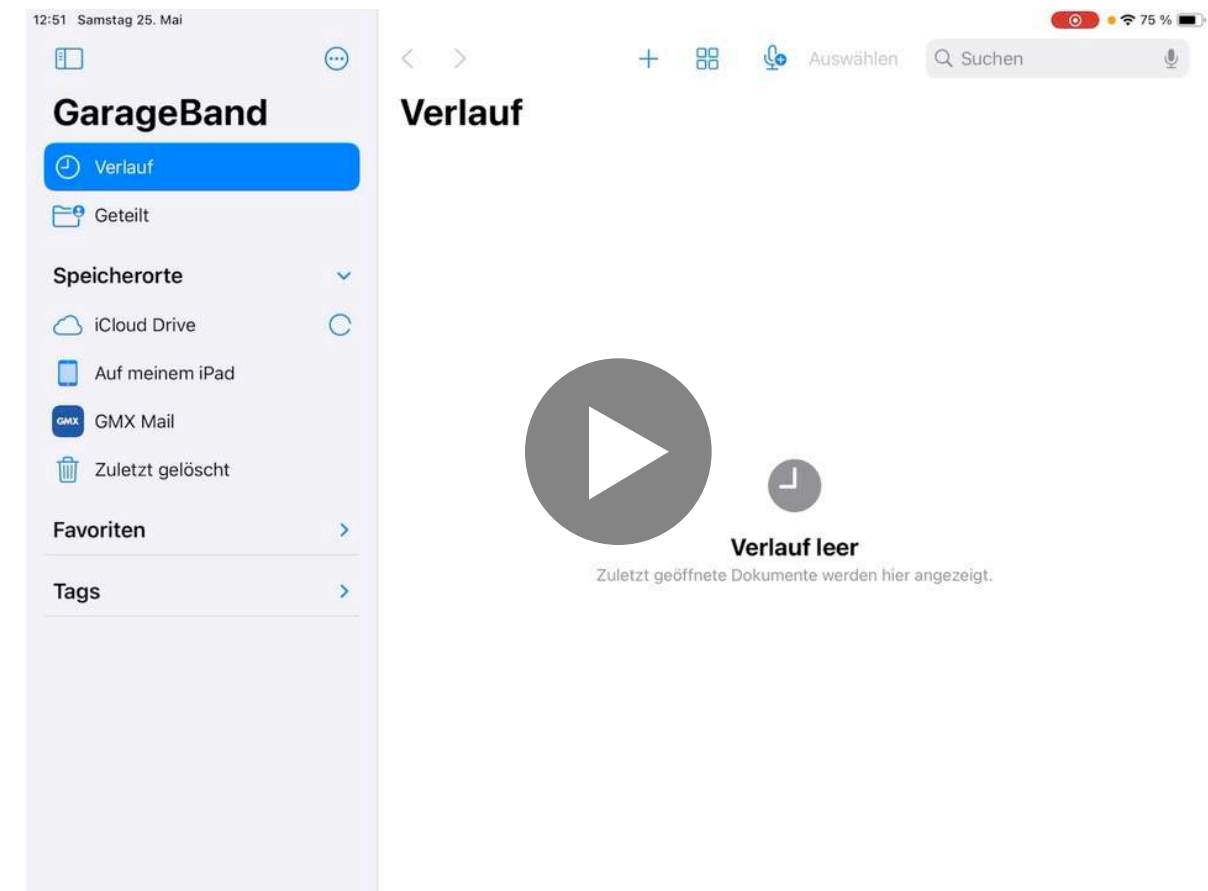 12:51 Samstag 25. Mai
75 %
GarageBand
Verlauf
Geteilt
Speicherorte
iCloud Drive
Auf meinem iPad
GMX
GMX Mail
Zuletzt gelöscht
Favoriten
Tags
Auswählen
Suchen
Verlauf
Verlauf leer
Zuletzt geöffnete Dokumente werden hier angezeigt.